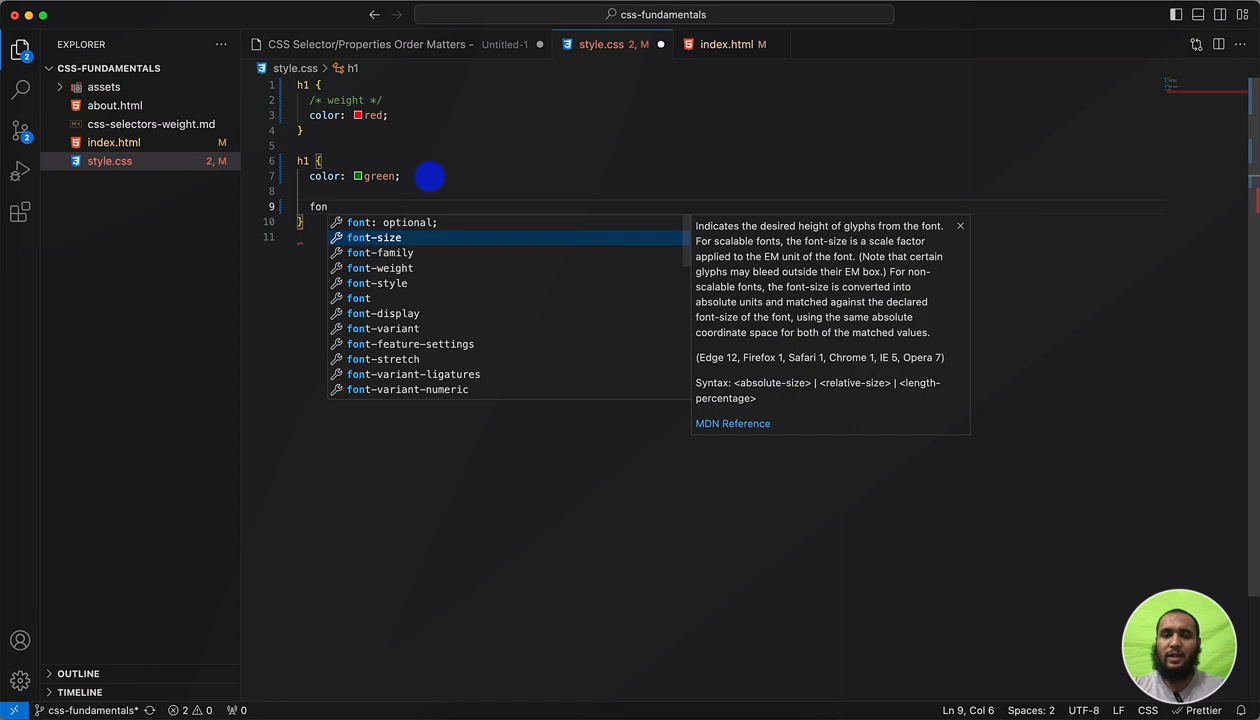 css-fundamentals
EXPLORER
CSS Selector/Properties Order Matters – Untitled-1
style.css 2, M
index.html M
CSS-FUNDAMENTALS
assets
about.html
css-selectors-weight.md
index.html M
style.css 2, M
style.css > h1
1 h1 {
2 /* weight */
3 color: red;
4 }
5
6 h1 {
7 color: green;
8
9 fon
10 }
11
font: optional;
font-size
font-family
font-weight
font-style
font
font-display
font-variant
font-feature-settings
font-stretch
font-variant-ligatures
font-variant-numeric
Indicates the desired height of glyphs from the font.
For scalable fonts, the font-size is a scale factor
applied to the EM unit of the font. (Note that certain
glyphs may bleed outside their EM box.) For non-
scalable fonts, the font-size is converted into
absolute units and matched against the declared
font-size of the font, using the same absolute
coordinate space for both of the matched values.
(Edge 12, Firefox 1, Safari 1, Chrome 1, IE 5, Opera 7)
Syntax: <absolute-size> | <relative-size> | <length-
percentage>
MDN Reference
2
2
OUTLINE
TIMELINE
css-fundamentals* 2 0 0
Ln 9, Col 6 Spaces: 2 UTF-8 LF CSS Prettier